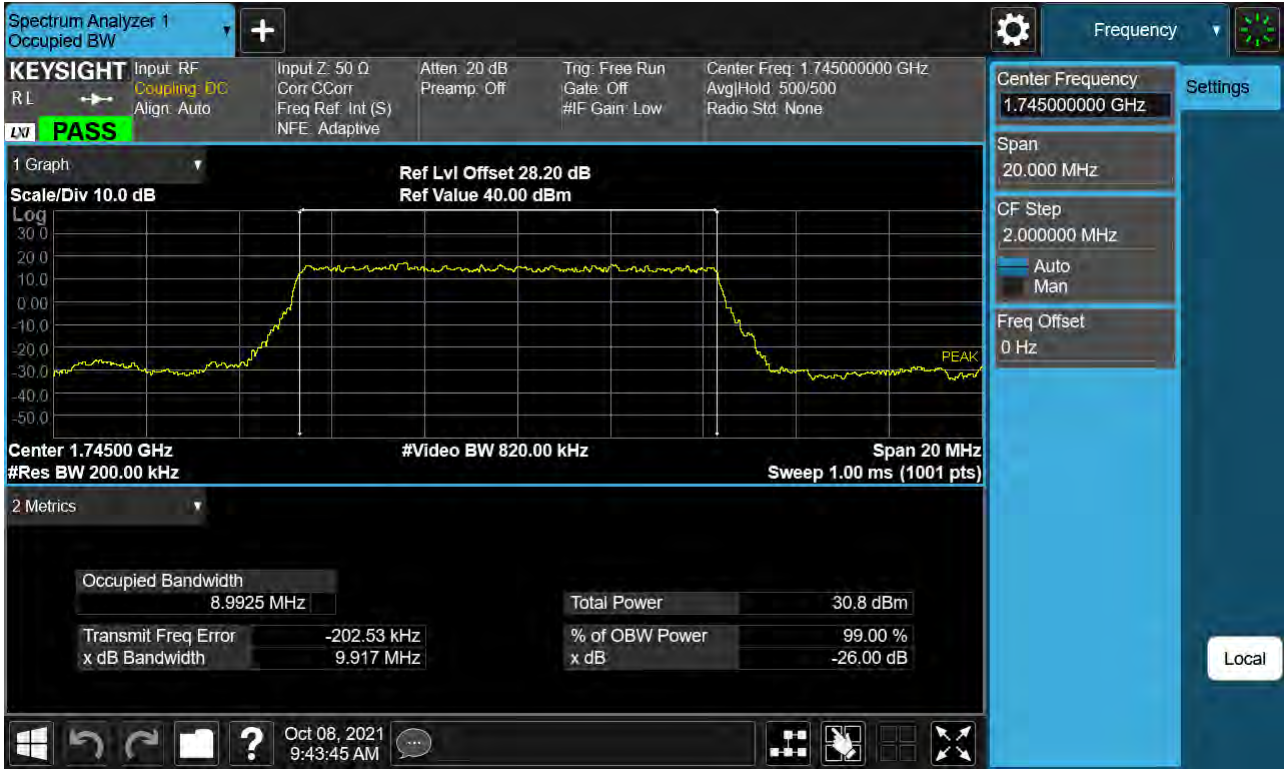 Spectrum Analyzer 1
Occupied BW
Frequency
KEYSIGHT
RL
LXI
PASS
Input: RF
Coupling: DC
Align: Auto
Input Z: 50 Ω
Corr CCorr
Freq Ref: Int (S)
NFE: Adaptive
Atten: 20 dB
Preamp: Off
Trig: Free Run
Gate: Off
#IF Gain: Low
Center Freq: 1.745000000 GHz
Avg|Hold: 500/500
Radio Std: None
1 Graph
Scale/Div 10.0 dB
Ref Lvl Offset 28.20 dB
Ref Value 40.00 dBm
Log
30.0
20.0
10.0
0.00
-10.0
-20.0
-30.0
-40.0
-50.0
PEAK
Center 1.74500 GHz
#Video BW 820.00 kHz
Span 20 MHz
#Res BW 200.00 kHz
Sweep 1.00 ms (1001 pts)
2 Metrics
Occupied Bandwidth
8.9925 MHz
Transmit Freq Error -202.53 kHz
x dB Bandwidth 9.917 MHz
Total Power 30.8 dBm
% of OBW Power 99.00 %
x dB -26.00 dB
Center Frequency
1.745000000 GHz
Span
20.000 MHz
CF Step
2.000000 MHz
Auto
Man
Freq Offset
0 Hz
Settings
Local
?
Oct 08, 2021
9:43:45 AM